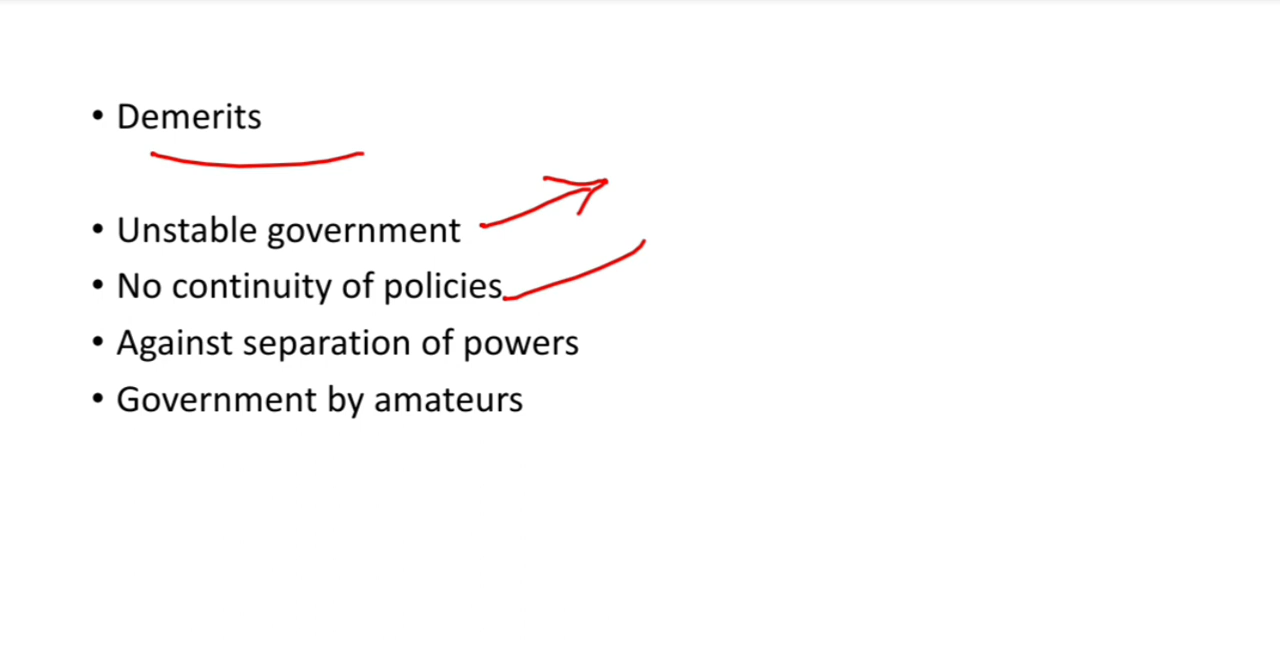 • Demerits
• Unstable government
• No continuity of policies
• Against separation of powers
• Government by amateurs